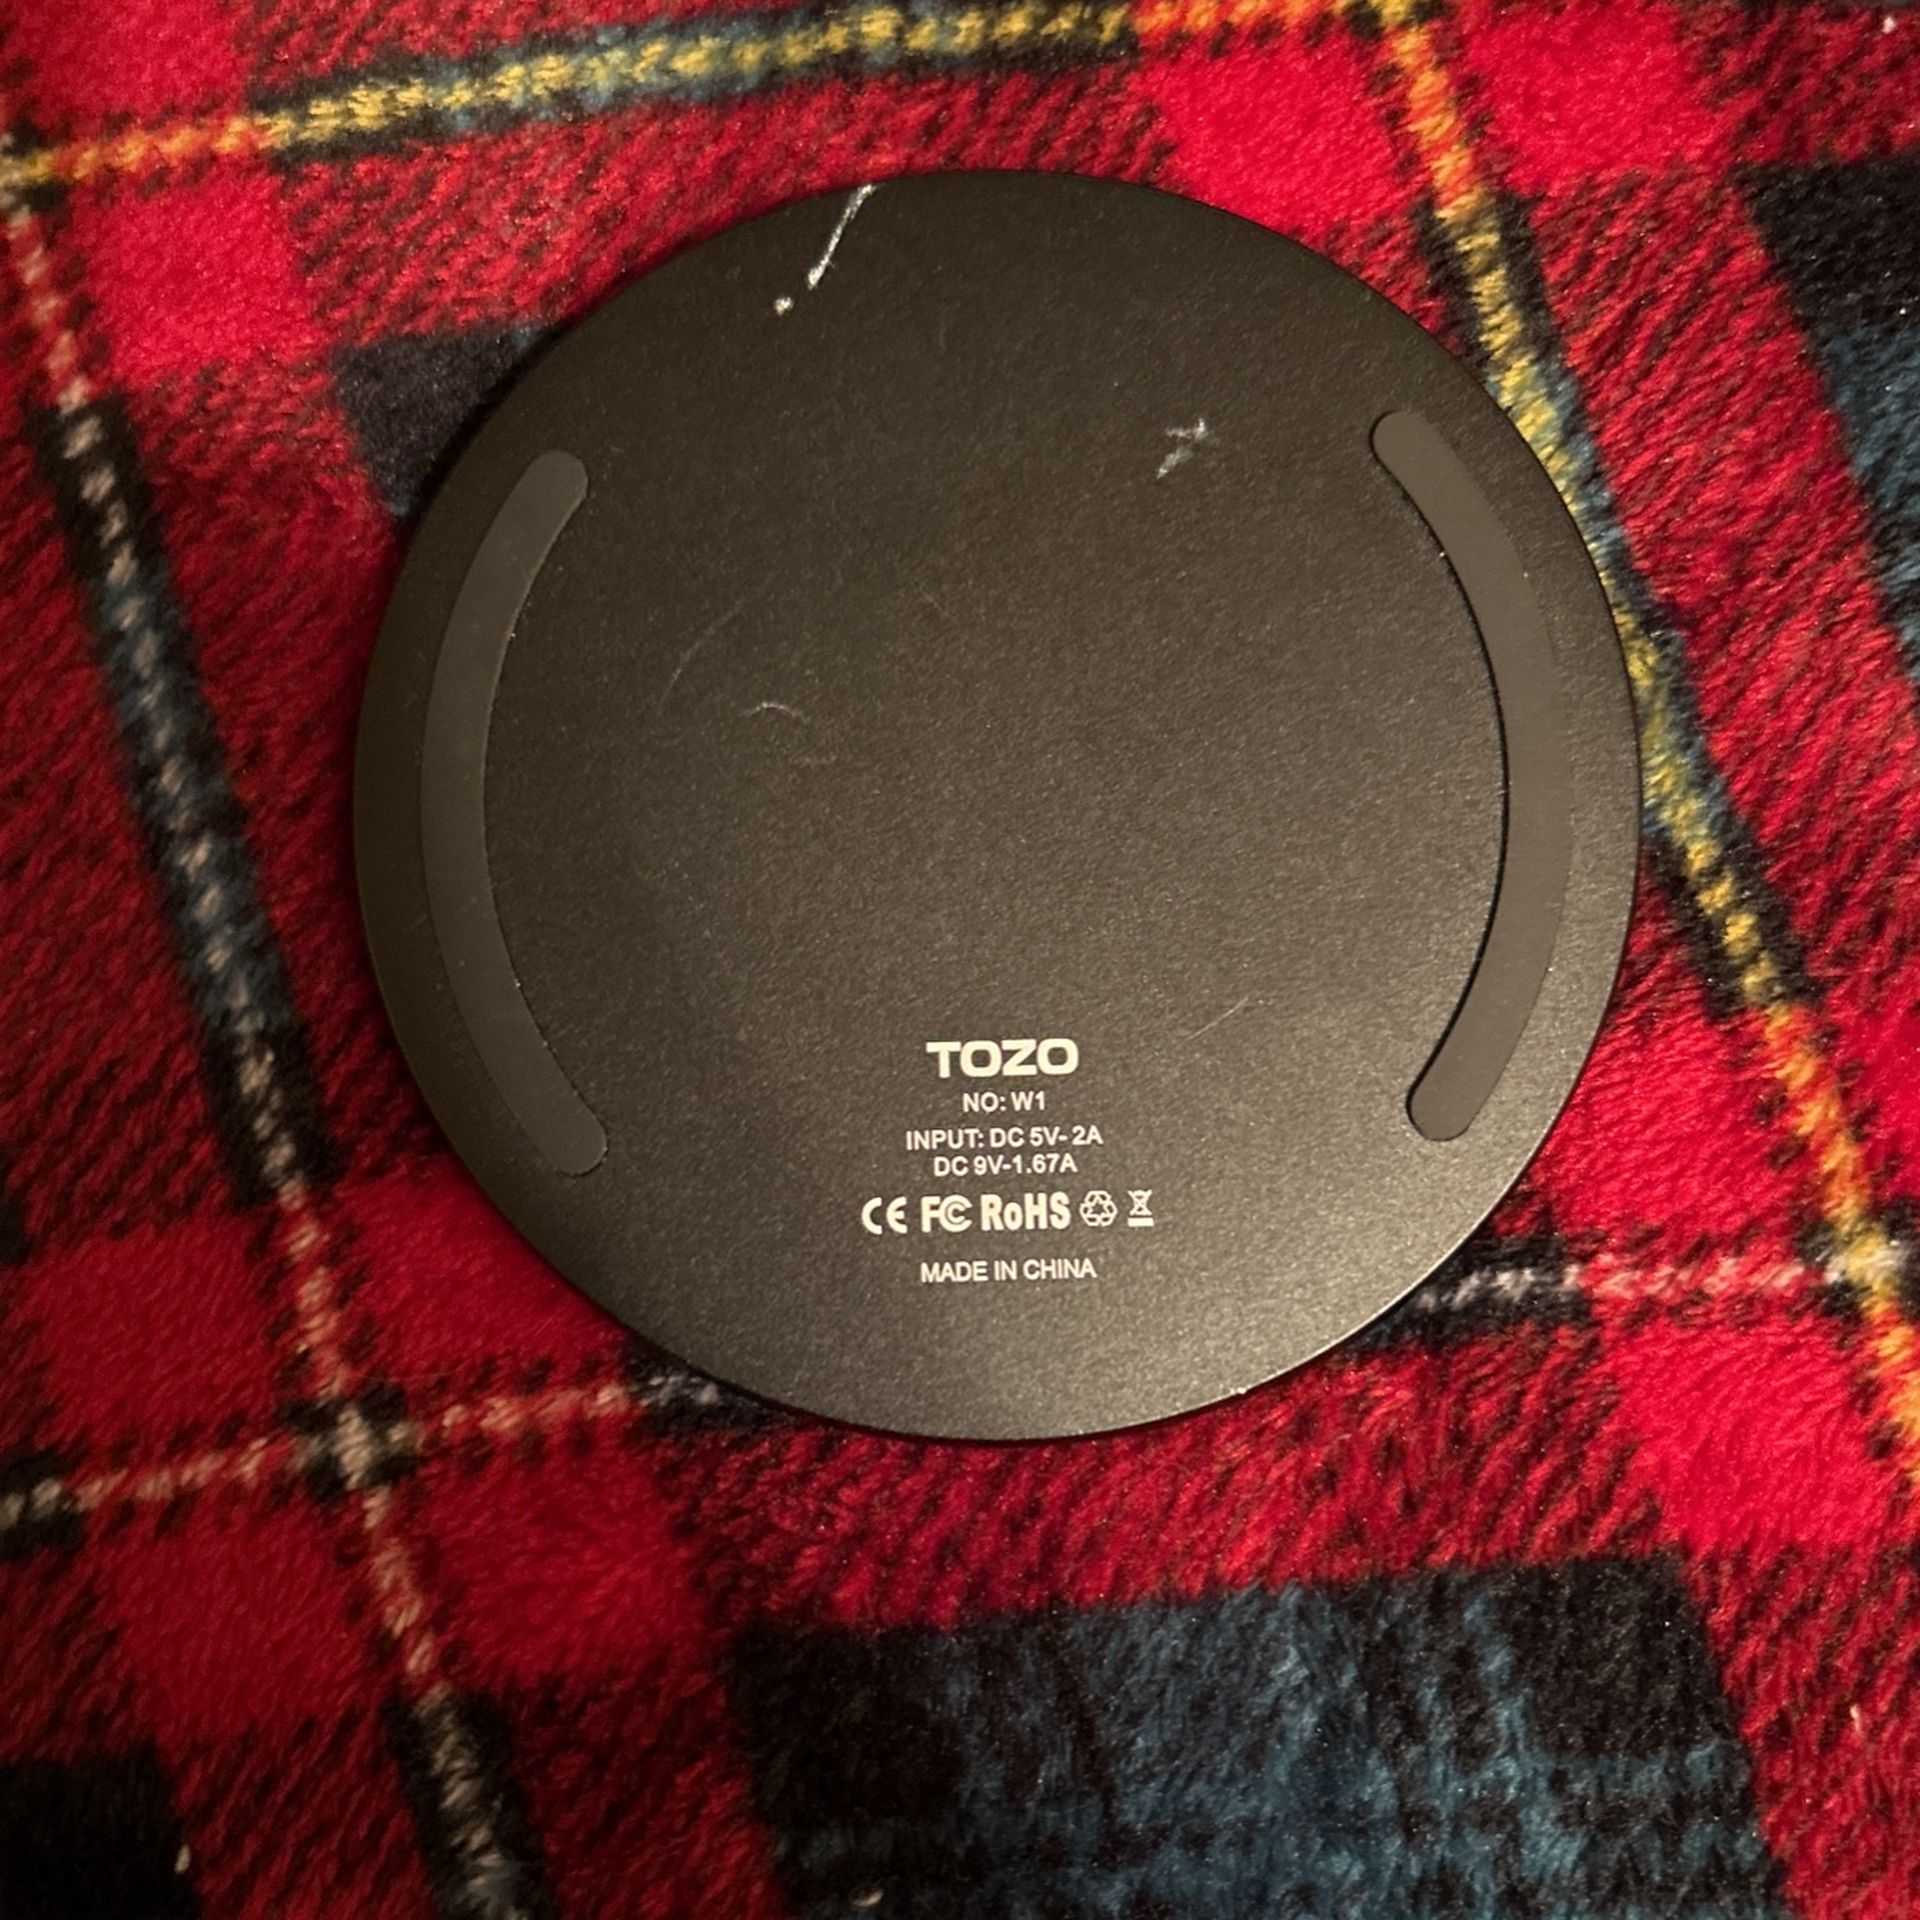 TOZO
NO: W1
INPUT: DC 5V- 2A
DC 9V-1.67A
CE FC RoHS
MADE IN CHINA